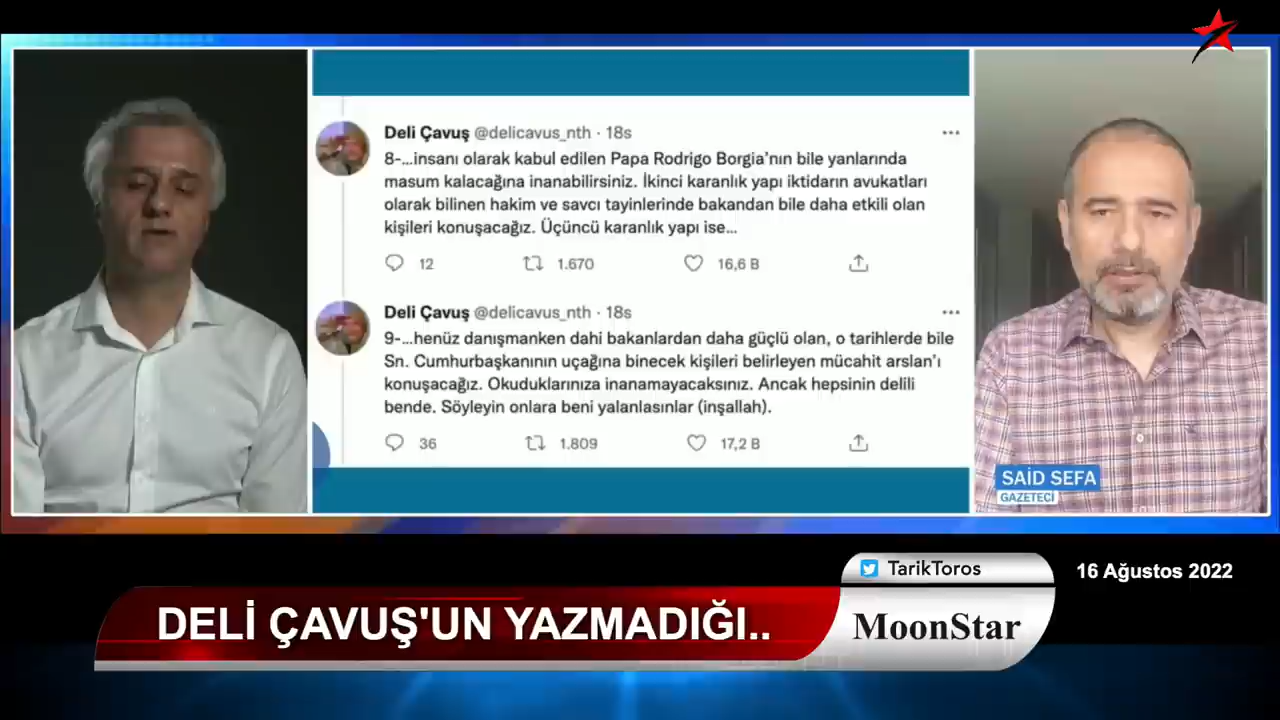 Deli Çavuş @delicavus_nth · 18s
8-...insanı olarak kabul edilen Papa Rodrigo Borgia'nın bile yanlarında
masum kalacağına inanabilirsiniz. İkinci karanlık yapı iktidarın avukatları
olarak bilinen hakim ve savcı tayinlerinde bakandan bile daha etkili olan
kişileri konuşacağız. Üçüncü karanlık yapı ise...
12 1.670 16,6 B
Deli Çavuş @delicavus_nth · 18s
9-...henüz danışmanken dahi bakanlardan daha güçlü olan, o tarihlerde bile
Sn. Cumhurbaşkanının uçağına binecek kişileri belirleyen mücahit arslan'ı
konuşacağız. Okuduklarınıza inanamayacaksınız. Ancak hepsinin delili
bende. Söyleyin onlara beni yalanlasınlar (inşallah).
36 1.809 17,2 B
SAİD SEFA
GAZETECİ
TarikToros
16 Ağustos 2022
DELİ ÇAVUŞ'UN YAZMADIĞI..
MoonStar